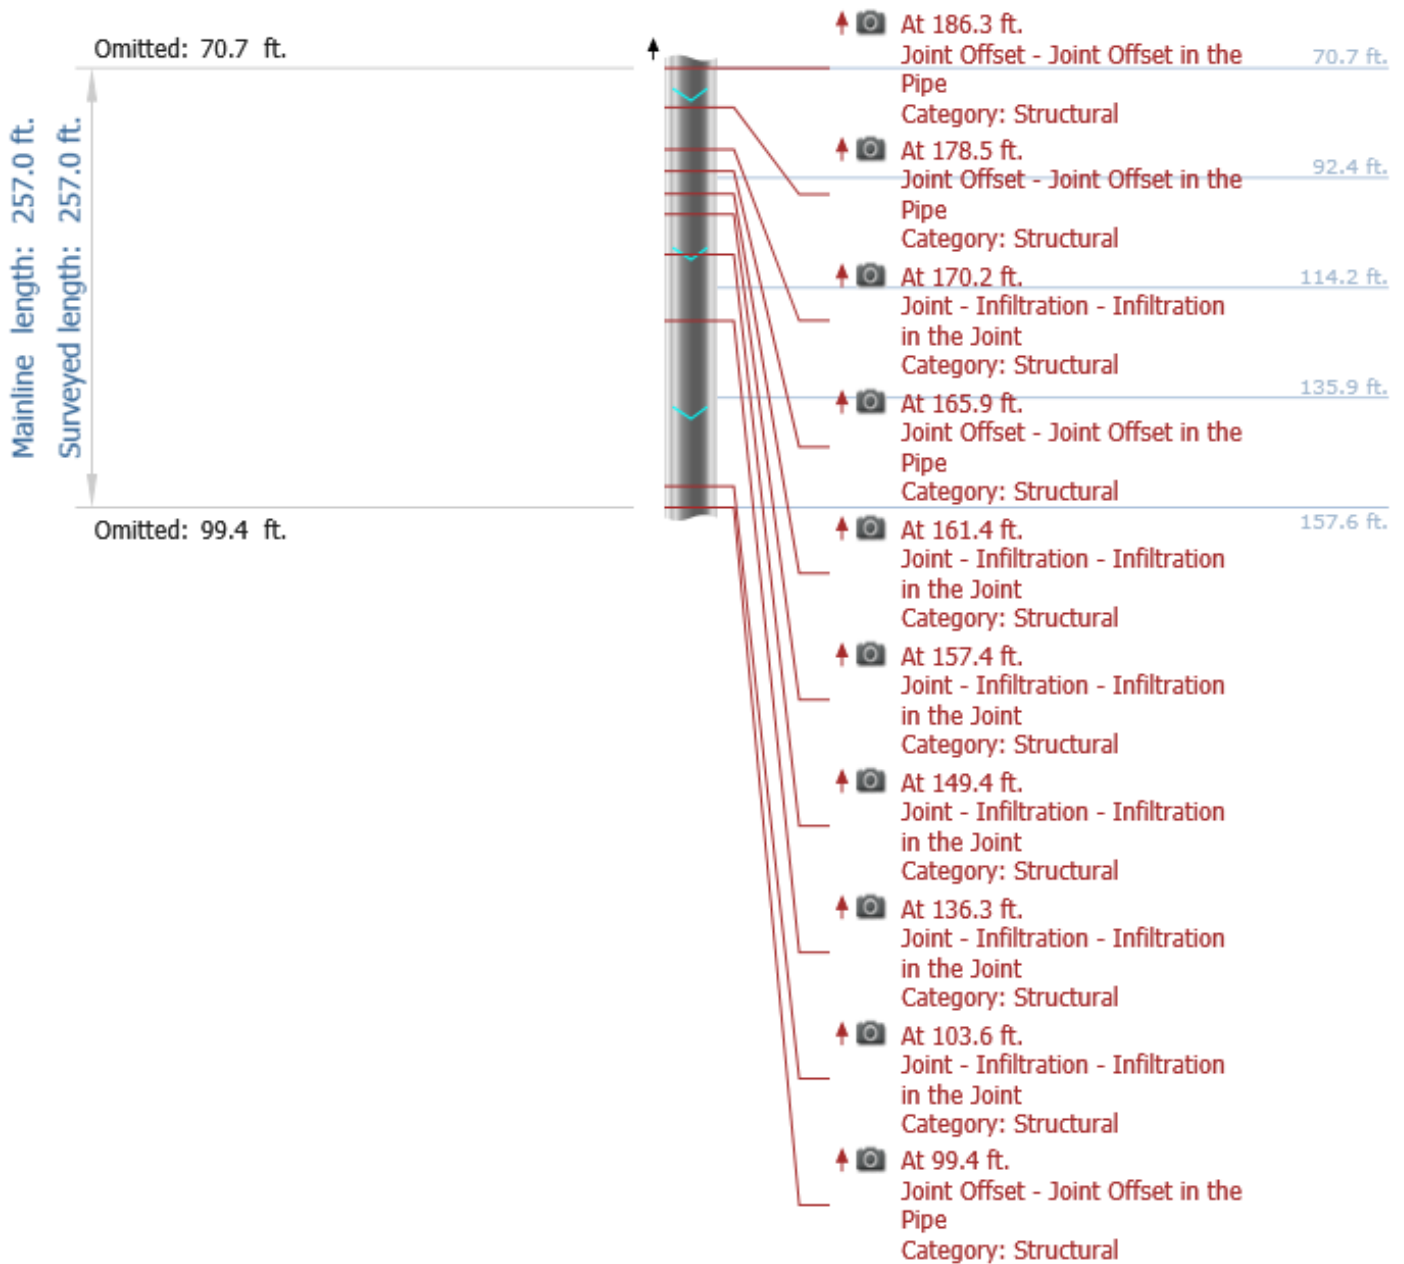 Omitted: 70.7 ft.
Mainline length: 257.0 ft.
Surveyed length: 257.0 ft.
Omitted: 99.4 ft.
At 186.3 ft.
Joint Offset - Joint Offset in the
Pipe
Category: Structural
At 178.5 ft.
Joint Offset - Joint Offset in the
Pipe
Category: Structural
At 170.2 ft.
Joint - Infiltration - Infiltration
in the Joint
Category: Structural
At 165.9 ft.
Joint Offset - Joint Offset in the
Pipe
Category: Structural
At 161.4 ft.
Joint - Infiltration - Infiltration
in the Joint
Category: Structural
At 157.4 ft.
Joint - Infiltration - Infiltration
in the Joint
Category: Structural
At 149.4 ft.
Joint - Infiltration - Infiltration
in the Joint
Category: Structural
At 136.3 ft.
Joint - Infiltration - Infiltration
in the Joint
Category: Structural
At 103.6 ft.
Joint - Infiltration - Infiltration
in the Joint
Category: Structural
At 99.4 ft.
Joint Offset - Joint Offset in the
Pipe
Category: Structural
70.7 ft.
92.4 ft.
114.2 ft.
135.9 ft.
157.6 ft.